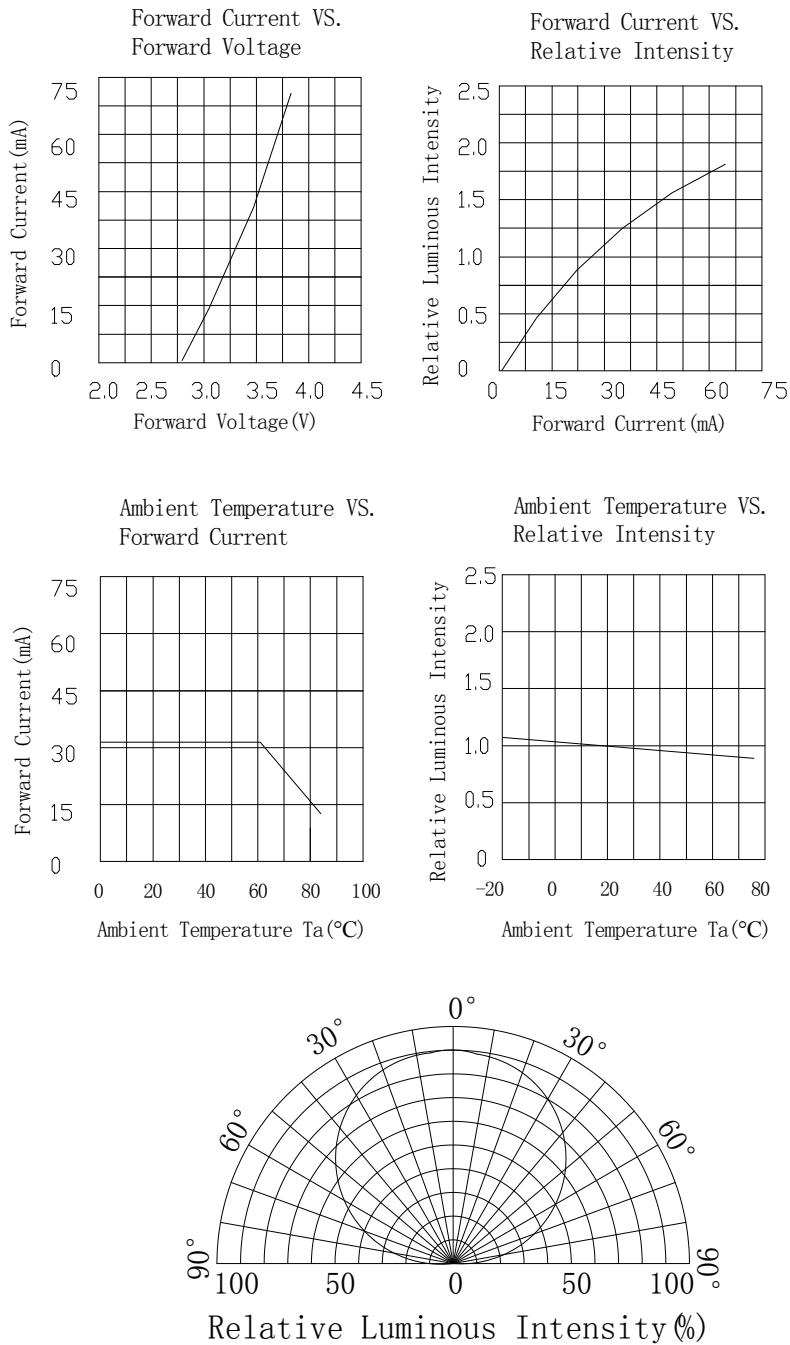 Forward Current VS.
Forward Voltage
Forward Current(mA)
75
60
45
30
15
0
2.0 2.5 3.0 3.5 4.0 4.5
Forward Voltage(V)
Forward Current VS.
Relative Intensity
Relative Luminous Intensity
2.5
2.0
1.5
1.0
0.5
0
0 15 30 45 60 75
Forward Current(mA)
Ambient Temperature VS.
Forward Current
Forward Current(mA)
75
60
45
30
15
0
0 20 40 60 80 100
Ambient Temperature Ta(°C)
Ambient Temperature VS.
Relative Intensity
Relative Luminous Intensity
2.5
2.0
1.5
1.0
0.5
0
-20 0 20 40 60 80
Ambient Temperature Ta(°C)
0°
30° 30°
60° 60°
90° 90°
100 50 0 50 100
Relative Luminous Intensity(%)